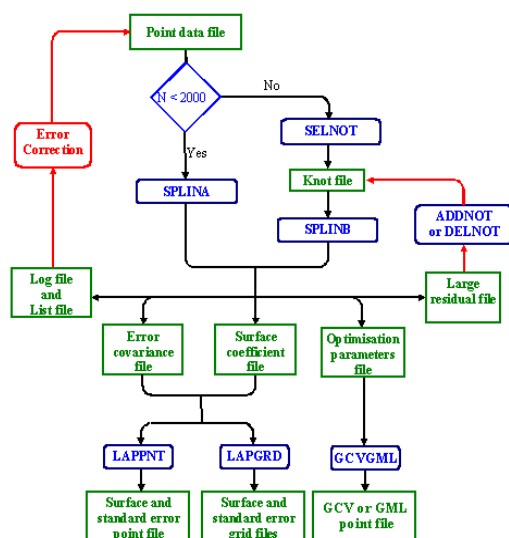 Point data file
N < 2000
No
Yes
SELNOT
Error
Correction
SPLINA
Knot file
SPLINB
ADDNOT
or DELNOT
Log file
and
List file
Large
residual file
Error
covariance
file
Surface
coefficient
file
Optimisation
parameters
file
LAPPNT
LAPGRD
GCVGML
Surface and
standard error
point file
Surface and
standard error
grid files
GCV or GML
point file